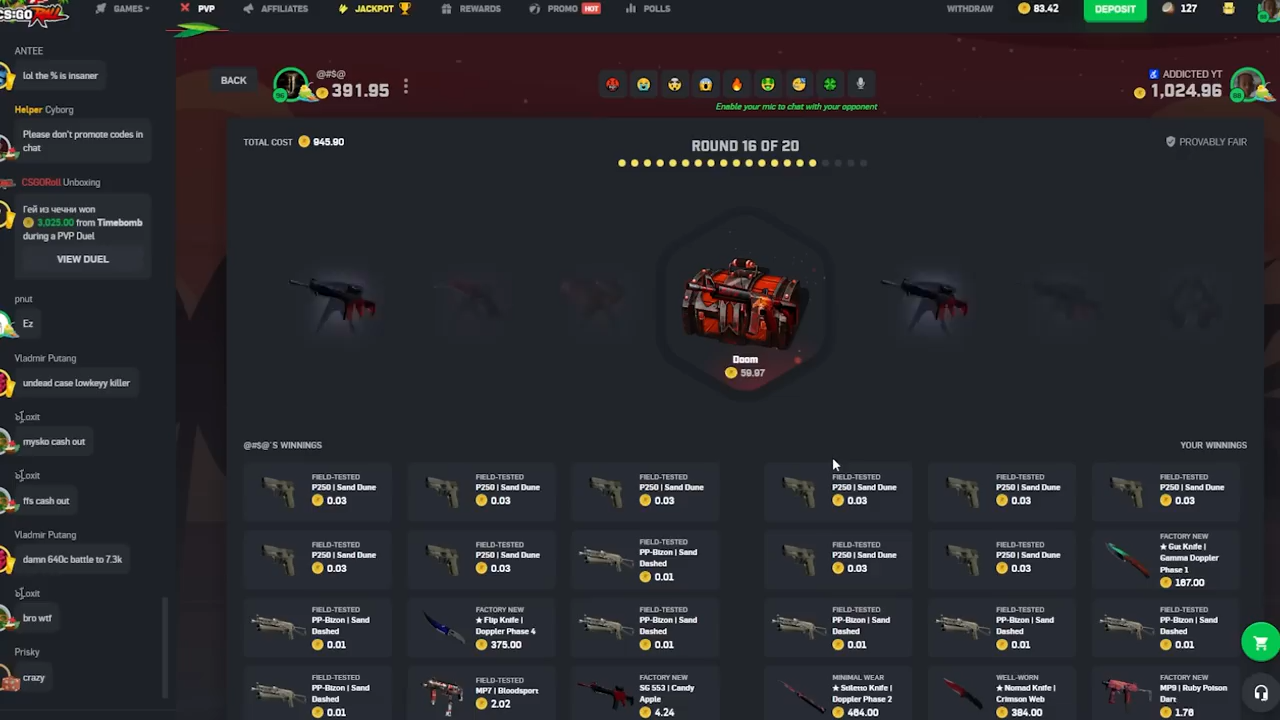 CS:GO ROLL
GAMES
PVP
AFFILIATES
JACKPOT
REWARDS
PROMO HOT
POLLS
WITHDRAW
83.42
DEPOSIT
127
ANTEE
lol the % is insaner
Helper Cyborg
Please don't promote codes in
chat
CSGORoll Unboxing
Гей из чечни won
3,025.00 from Timebomb
during a PVP Duel
VIEW DUEL
pnut
Ez
Vladmir Putang
undead case lowkeyy killer
mysko cash out
ffs cash out
Vladmir Putang
damn 640c battle to 7.3k
bro wtf
Prisky
crazy
BACK
@#$@
391.95
Enable your mic to chat with your opponent
ADDICTED YT
1,024.96
TOTAL COST 945.90
ROUND 16 OF 20
PROVABLY FAIR
Doom
59.97
@#$@'S WINNINGS
YOUR WINNINGS
FIELD-TESTED
P250 | Sand Dune
0.03
FIELD-TESTED
P250 | Sand Dune
0.03
FIELD-TESTED
P250 | Sand Dune
0.03
FIELD-TESTED
P250 | Sand Dune
0.03
FIELD-TESTED
P250 | Sand Dune
0.03
FIELD-TESTED
P250 | Sand Dune
0.03
FIELD-TESTED
P250 | Sand Dune
0.03
FIELD-TESTED
P250 | Sand Dune
0.03
FIELD-TESTED
PP-Bizon | Sand
Dashed
0.01
FIELD-TESTED
P250 | Sand Dune
0.03
FIELD-TESTED
P250 | Sand Dune
0.03
FACTORY NEW
★ Gut Knife |
Gamma Doppler
Phase 1
167.00
FIELD-TESTED
PP-Bizon | Sand
Dashed
0.01
FACTORY NEW
★ Flip Knife |
Doppler Phase 4
375.00
FIELD-TESTED
PP-Bizon | Sand
Dashed
0.01
FIELD-TESTED
PP-Bizon | Sand
Dashed
0.01
FIELD-TESTED
PP-Bizon | Sand
Dashed
0.01
FIELD-TESTED
PP-Bizon | Sand
Dashed
0.01
FIELD-TESTED
PP-Bizon | Sand
Dashed
0.01
FIELD-TESTED
MP7 | Bloodsport
2.02
FACTORY NEW
SG 553 | Candy
Apple
4.24
MINIMAL WEAR
★ Stiletto Knife |
Doppler Phase 2
464.00
WELL-WORN
★ Nomad Knife |
Crimson Web
384.00
FIELD-TESTED
MP9 | Ruby Poison
Dart
1.76